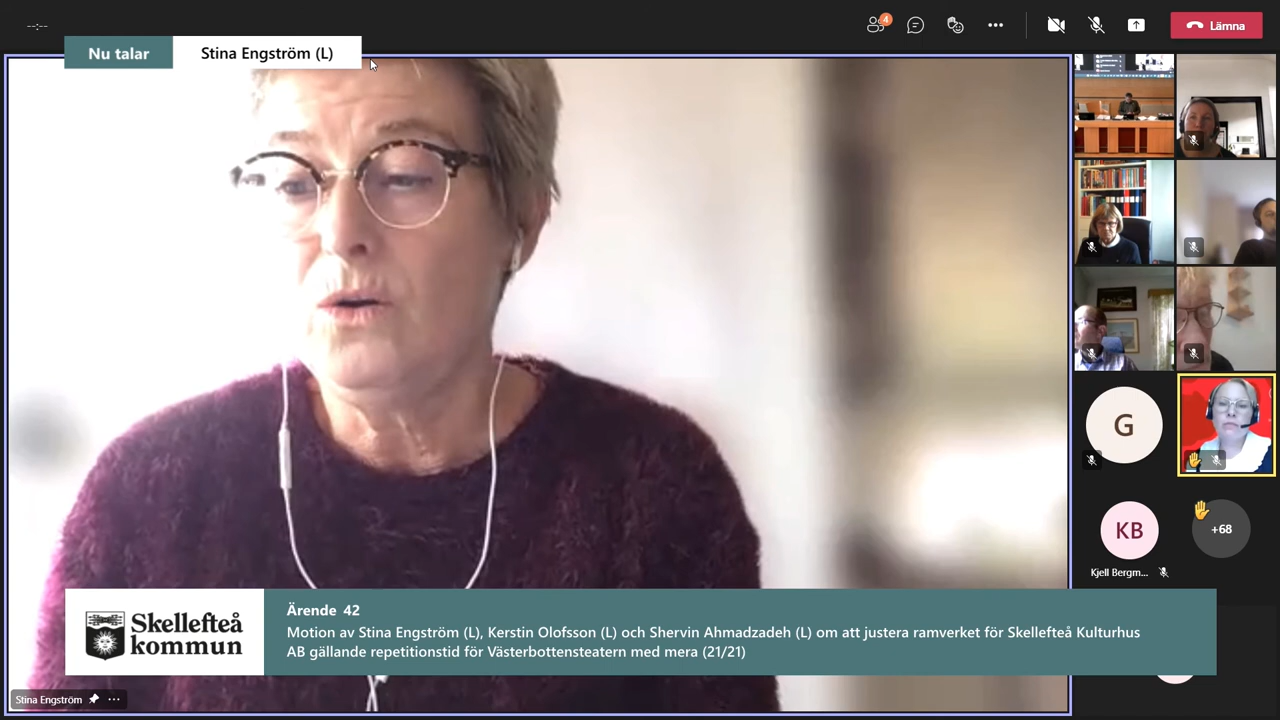 --:--
4
Lämna
Nu talar
Stina Engström (L)
G
KB
+68
Kjell Bergm...
Skellefteå
kommun
Ärende 42
Motion av Stina Engström (L), Kerstin Olofsson (L) och Shervin Ahmadzadeh (L) om att justera ramverket för Skellefteå Kulturhus
AB gällande repetitionstid för Västerbottensteatern med mera (21/21)
Stina Engström